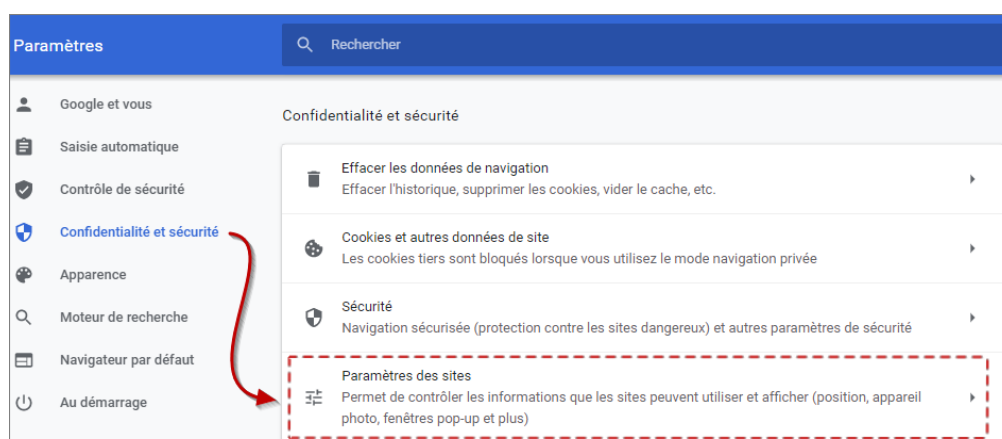 Paramètres
Rechercher
Google et vous
Saisie automatique
Contrôle de sécurité
Confidentialité et sécurité
Apparence
Moteur de recherche
Navigateur par défaut
Au démarrage
Confidentialité et sécurité
Effacer les données de navigation
Effacer l'historique, supprimer les cookies, vider le cache, etc.
Cookies et autres données de site
Les cookies tiers sont bloqués lorsque vous utilisez le mode navigation privée
Sécurité
Navigation sécurisée (protection contre les sites dangereux) et autres paramètres de sécurité
Paramètres des sites
Permet de contrôler les informations que les sites peuvent utiliser et afficher (position, appareil
photo, fenêtres pop-up et plus)